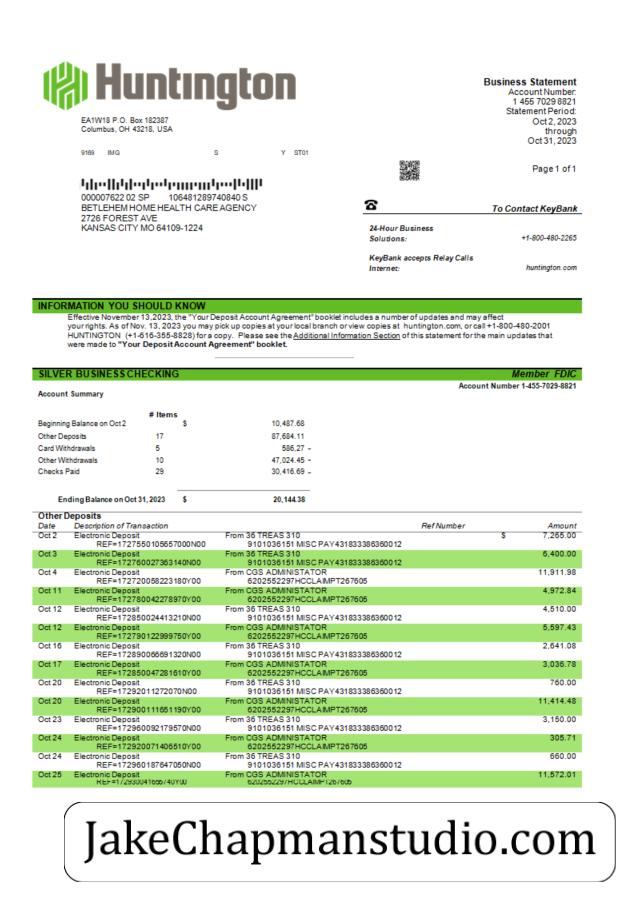 Huntington
Business Statement
Account Number:
1 455 7029 8821
Statement Period:
Oct 2, 2023
through
Oct 31, 2023
EA1W18 P.O. Box 182387
Columbus, OH 43218, USA
9169 IMG S Y ST01
Page 1 of 1
000007622 02 SP 106481289740840 S
BETLEHEM HOME HEALTH CARE AGENCY
2726 FOREST AVE
KANSAS CITY MO 64109-1224
To Contact KeyBank
24-Hour Business
Solutions: +1-800-480-2265
KeyBank accepts Relay Calls
Internet: huntington.com
INFORMATION YOU SHOULD KNOW
Effective November 13,2023, the "Your Deposit Account Agreement" booklet includes a number of updates and may affect
your rights. As of Nov. 13, 2023 you may pick up copies at your local branch or view copies at huntington.com, or call +1-800-480-2001
HUNTINGTON (+1-616-355-8828) for a copy. Please see the Additional Information Section of this statement for the main updates that
were made to "Your Deposit Account Agreement" booklet.
SILVER BUSINESS CHECKING Member FDIC
Account Number 1-455-7029-8821
Account Summary
# Items
Beginning Balance on Oct 2 $ 10,487.68
Other Deposits 17 87,684.11
Card Withdrawals 5 586,27 -
Other Withdrawals 10 47,024.45 -
Checks Paid 29 30,416.69 -
Ending Balance on Oct 31, 2023 $ 20,144.38
Other Deposits
Date Description of Transaction Ref Number Amount
Oct 2 Electronic Deposit From 36 TREAS 310 $ 7,265.00
REF=1727550105657000N00 9101036151 MISC PAY431833386360012
Oct 3 Electronic Deposit From 36 TREAS 310 6,400.00
REF=172760027363140N00 9101036151 MISC PAY431833386360012
Oct 4 Electronic Deposit From CGS ADMINISTATOR 11,911.98
REF=172720058223180Y00 6202552297HCCLAIMPT267605
Oct 11 Electronic Deposit From CGS ADMINISTATOR 4,972.84
REF=172780042278970Y00 6202552297HCCLAIMPT267605
Oct 12 Electronic Deposit From 36 TREAS 310 4,510.00
REF=172850024413210N00 9101036151 MISC PAY431833386360012
Oct 12 Electronic Deposit From CGS ADMINISTATOR 5,597.43
REF=172790122999750Y00 6202552297HCCLAIMPT267605
Oct 16 Electronic Deposit From 36 TREAS 310 2,641.08
REF=172890066691320N00 9101036151 MISC PAY431833386360012
Oct 17 Electronic Deposit From CGS ADMINISTATOR 3,036.78
REF=172850047281610Y00 6202552297HCCLAIMPT267605
Oct 20 Electronic Deposit From 36 TREAS 310 760.00
REF=17292011272070N00 9101036151 MISC PAY431833386360012
Oct 20 Electronic Deposit From CGS ADMINISTATOR 11,414.48
REF=172900111651190Y00 6202552297HCCLAIMPT267605
Oct 23 Electronic Deposit From 36 TREAS 310 3,150.00
REF=172960092179570N00 9101036151 MISC PAY431833386360012
Oct 24 Electronic Deposit From CGS ADMINISTATOR 305.71
REF=172920071406510Y00 6202552297HCCLAIMPT267605
Oct 24 Electronic Deposit From 36 TREAS 310 660.00
REF=172960187647050N00 9101036151 MISC PAY431833386360012
Oct 25 Electronic Deposit From CGS ADMINISTATOR 11,572.01
REF=172930041656740Y00 6202552297HCCLAIMPT267605
JakeChapmanstudio.com